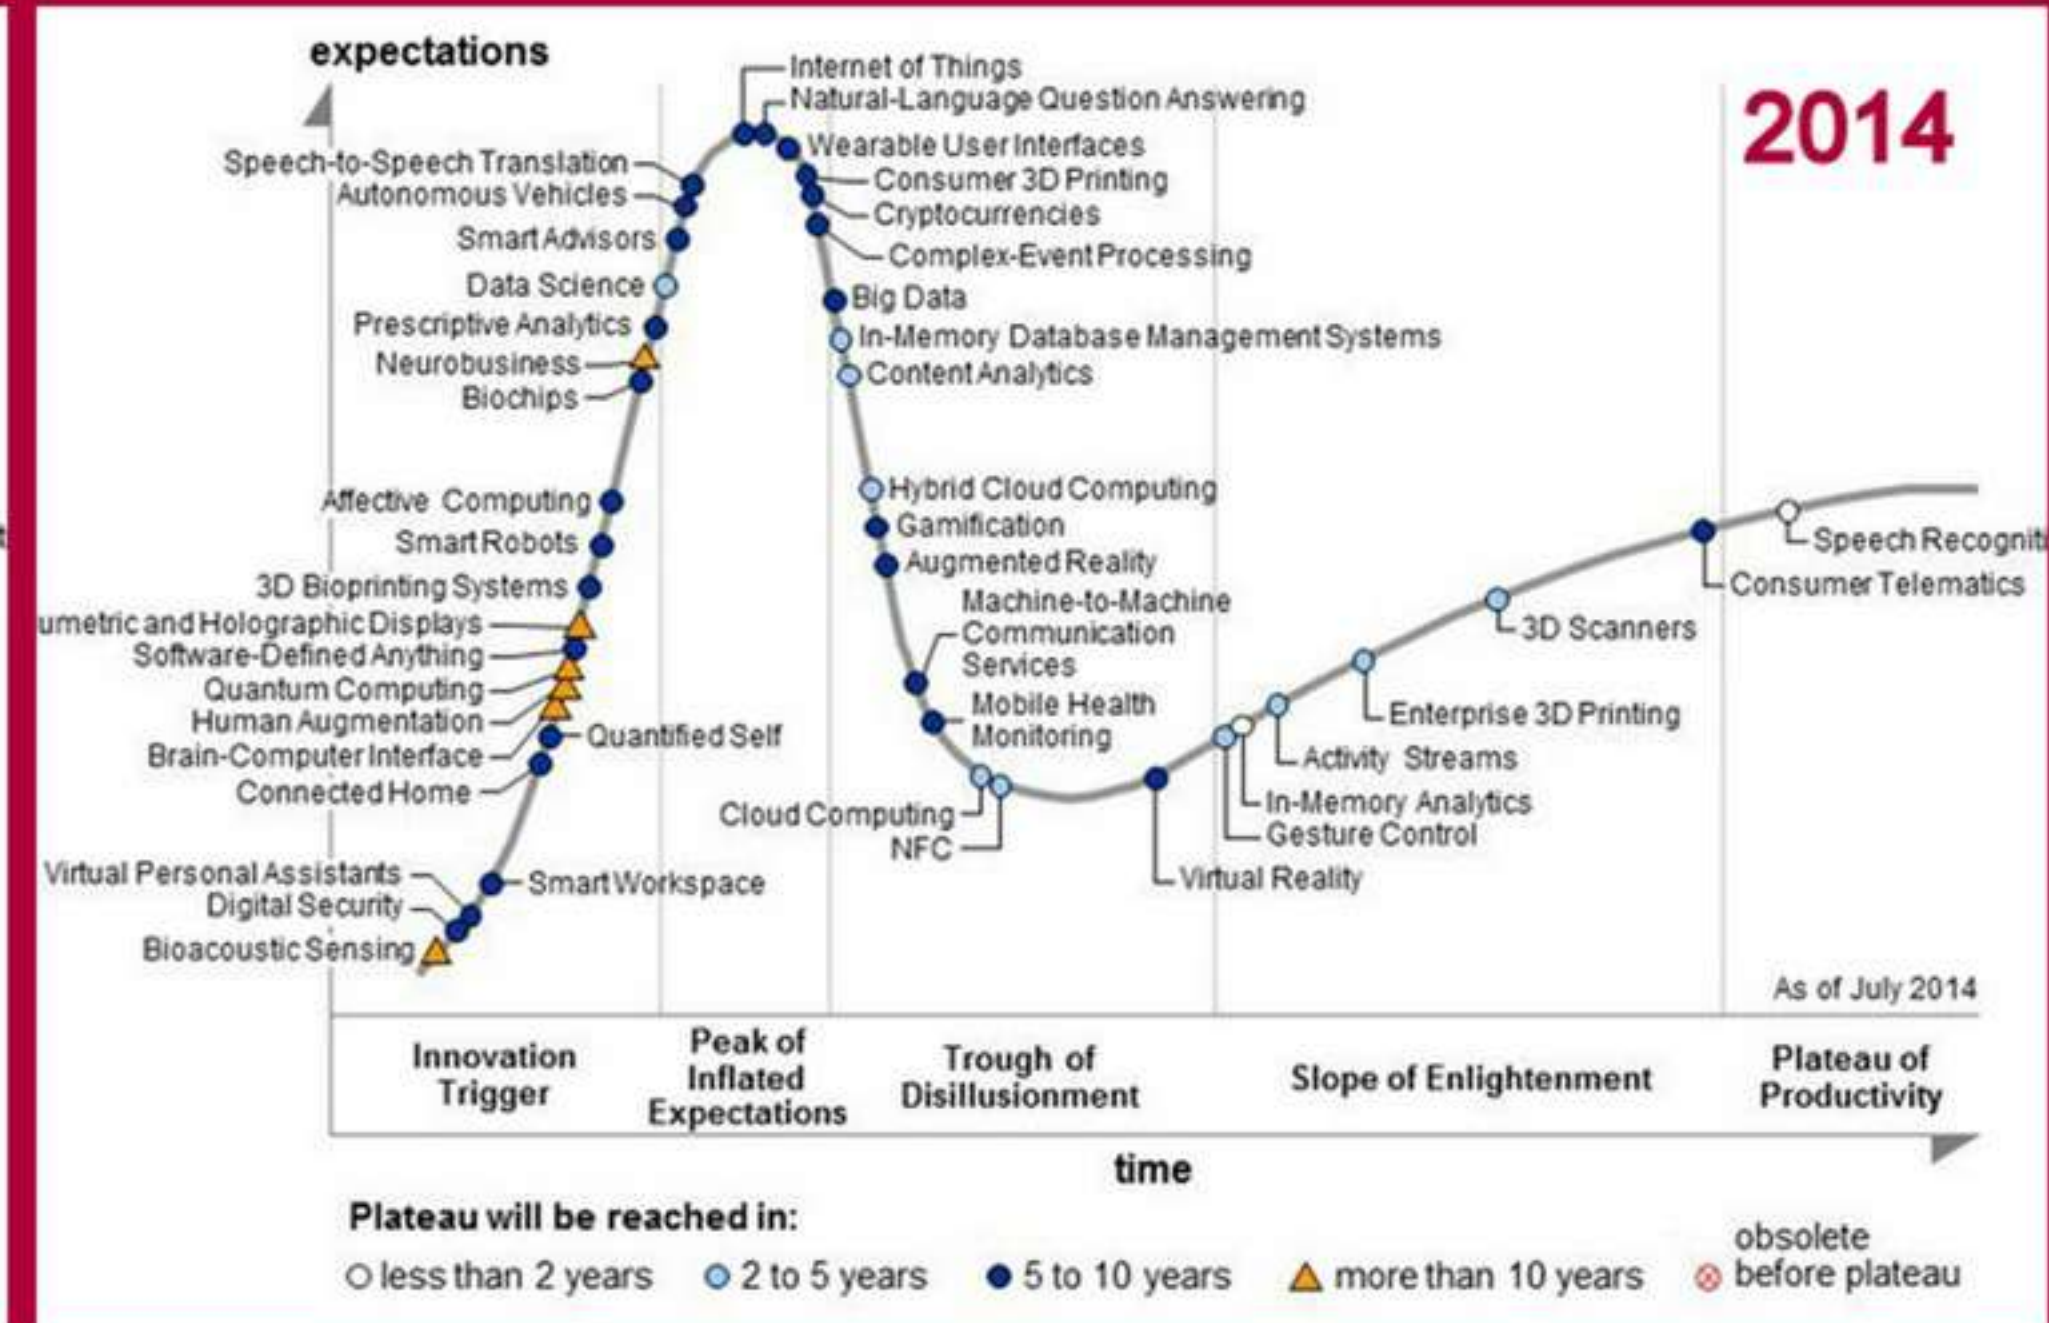 expectations
2014
Internet of Things
Natural-Language Question Answering
Wearable User Interfaces
Consumer 3D Printing
Cryptocurrencies
Complex-Event Processing
Speech-to-Speech Translation
Autonomous Vehicles
Smart Advisors
Data Science
Prescriptive Analytics
Neurobusiness
Biochips
Big Data
In-Memory Database Management Systems
Content Analytics
Affective Computing
Smart Robots
3D Bioprinting Systems
umetric and Holographic Displays
Software-Defined Anything
Quantum Computing
Human Augmentation
Brain-Computer Interface
Connected Home
Quantified Self
Virtual Personal Assistants
Digital Security
Bioacoustic Sensing
Smart Workspace
Hybrid Cloud Computing
Gamification
Augmented Reality
Machine-to-Machine
Communication
Services
Mobile Health
Monitoring
Cloud Computing
NFC
Virtual Reality
Gesture Control
In-Memory Analytics
Activity Streams
Enterprise 3D Printing
3D Scanners
Consumer Telematics
Speech Recogniti
As of July 2014
Innovation
Trigger
Peak of
Inflated
Expectations
Trough of
Disillusionment
Slope of Enlightenment
Plateau of
Productivity
time
Plateau will be reached in:
less than 2 years
2 to 5 years
5 to 10 years
more than 10 years
obsolete
before plateau